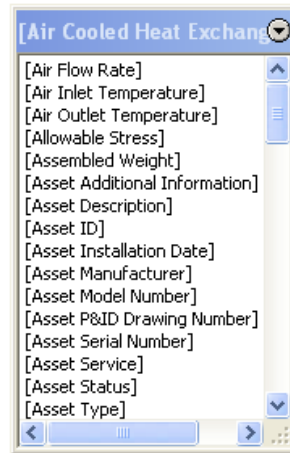 [Air Cooled Heat Exchang
[Air Flow Rate]
[Air Inlet Temperature]
[Air Outlet Temperature]
[Allowable Stress]
[Assembled Weight]
[Asset Additional Information]
[Asset Description]
[Asset ID]
[Asset Installation Date]
[Asset Manufacturer]
[Asset Model Number]
[Asset P&ID Drawing Number]
[Asset Serial Number]
[Asset Service]
[Asset Status]
[Asset Type]